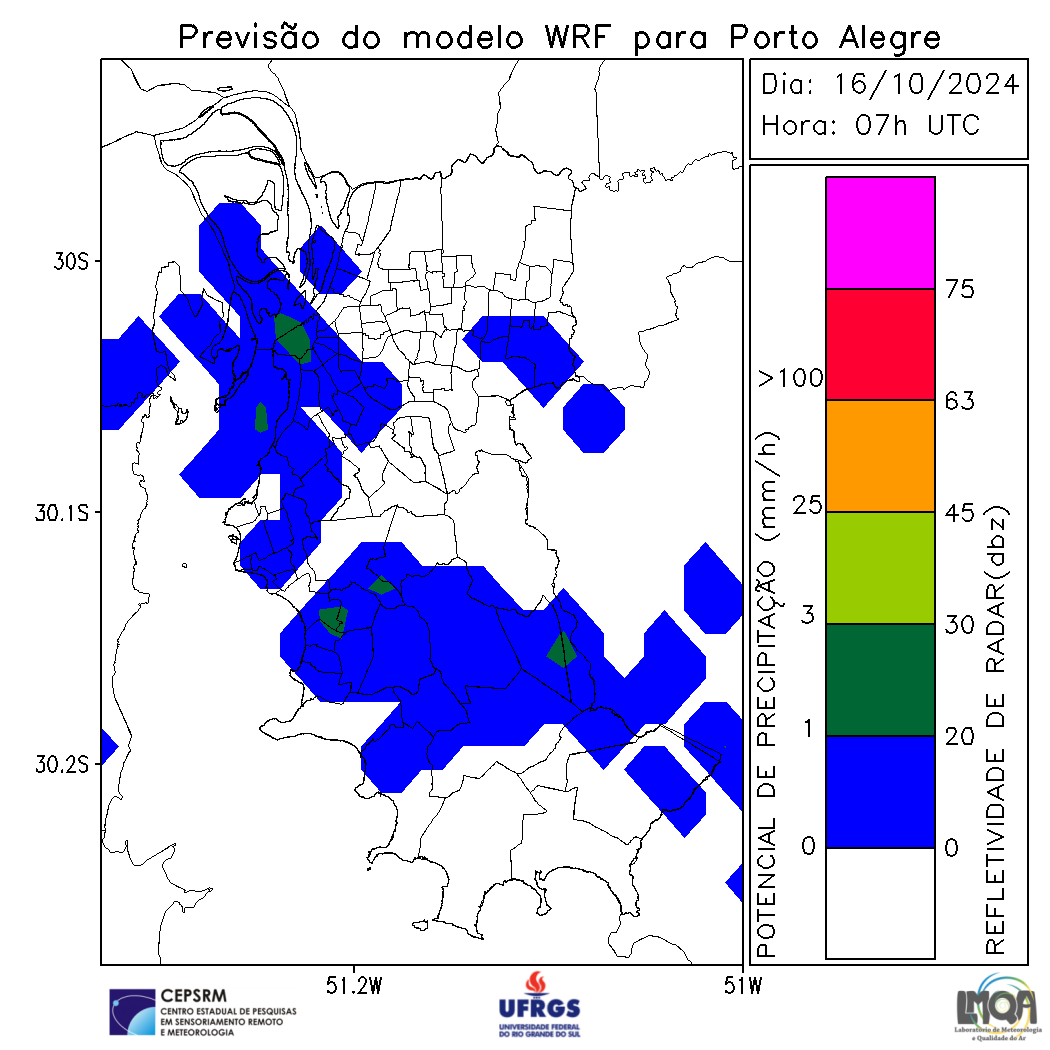 Previsão do modelo WRF para Porto Alegre
Dia: 16/10/2024
Hora: 07h UTC
30S
30.1S
30.2S
51.2W
51W
POTENCIAL DE PRECIPITAÇÃO (mm/h)
>100
25
3
1
0
75
63
45
30
20
0
REFLETIVIDADE DE RADAR(dbz)
CEPSRM
CENTRO ESTADUAL DE PESQUISAS
EM SENSORIAMENTO REMOTO
E METEOROLOGIA
UFRGS
UNIVERSIDADE FEDERAL
DO RIO GRANDE DO SUL
LMQA
Laboratório de Meteorologia
e Qualidade do Ar